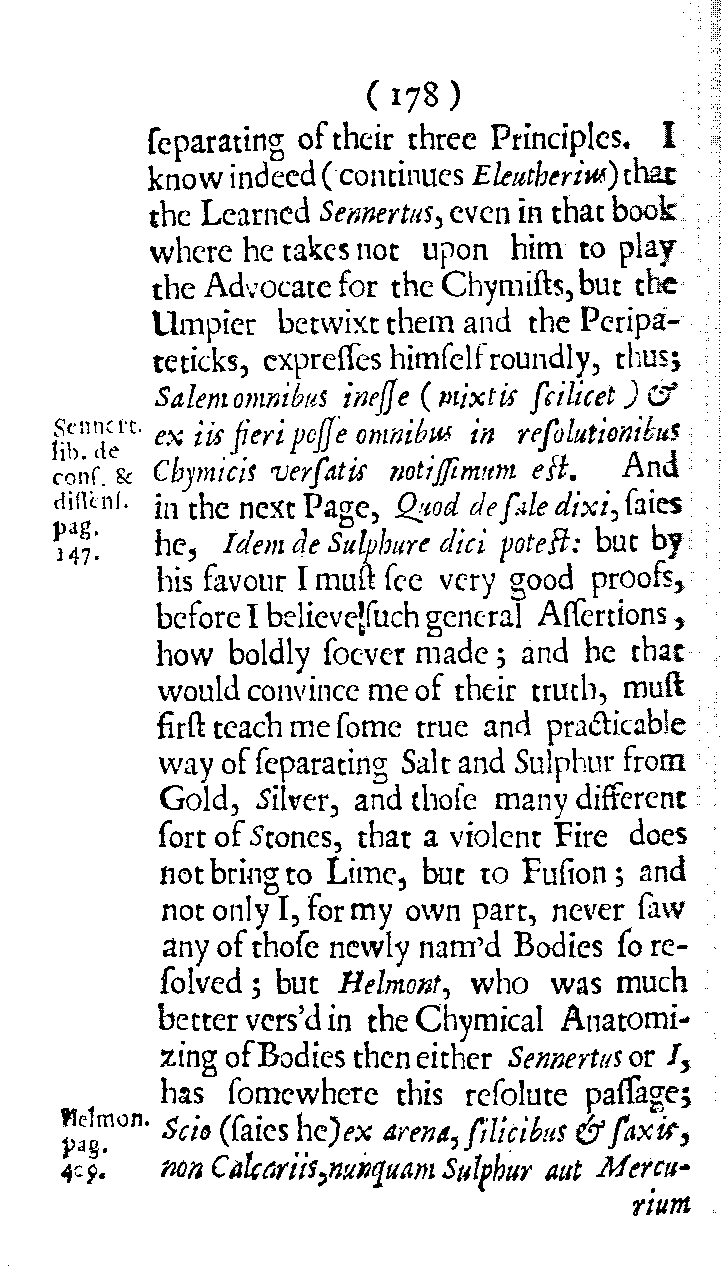 ( 178 )
ſeparating of their three Principles. I
know indeed ( continues Eleutherius) that
the Learned Sennertus, even in that book
where he takes not upon him to play
the Advocate for the Chymiſts, but the
Umpier betwixt them and the Peripa-
teticks, expreſſes himſelf roundly, thus;
Salem omnibus ineſſe ( mixtis ſcilicet ) &
ex iis fieri poſſe omnibus in reſolutionibus
Chymicis verſatis notiſſimum eſt. And
in the next Page, Quod de ſale dixi, ſaies
he, Idem de Sulphure dici poteſt: but by
his favour I muſt ſee very good proofs,
before I believe ſuch general Aſſertions,
how boldly ſoever made; and he that
would convince me of their truth, muſt
firſt teach me ſome true and practicable
way of ſeparating Salt and Sulphur from
Gold, Silver, and thoſe many different
ſort of Stones, that a violent Fire does
not bring to Lime, but to Fuſion; and
not only I, for my own part, never ſaw
any of thoſe newly nam'd Bodies ſo re-
ſolved; but Helmont, who was much
better vers'd in the Chymical Anatomi-
zing of Bodies then either Sennertus or I,
has ſomewhere this reſolute paſſage;
Scio (ſaies he) ex arena, ſilicibus & ſaxis,
non Calcariis, nunquam Sulphur aut Mercu-
rium
Sennert.
lib. de
conſ. &
diſſenſ.
pag.
147.
Helmon.
pag.
409.